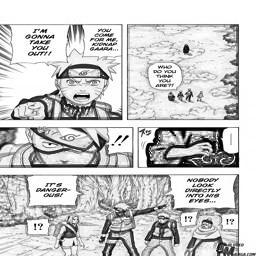 YOU
COME
FOR ME,
KIDNAP
GAARA...
I'M
GONNA
TAKE
YOU
OUT!!
WHO
DO YOU
THINK
YOU
ARE?!
!!
NOBODY
LOOK
DIRECTLY
INTO HIS
EYES...
IT'S
DANGER-
OUS!
!?
!?
!?